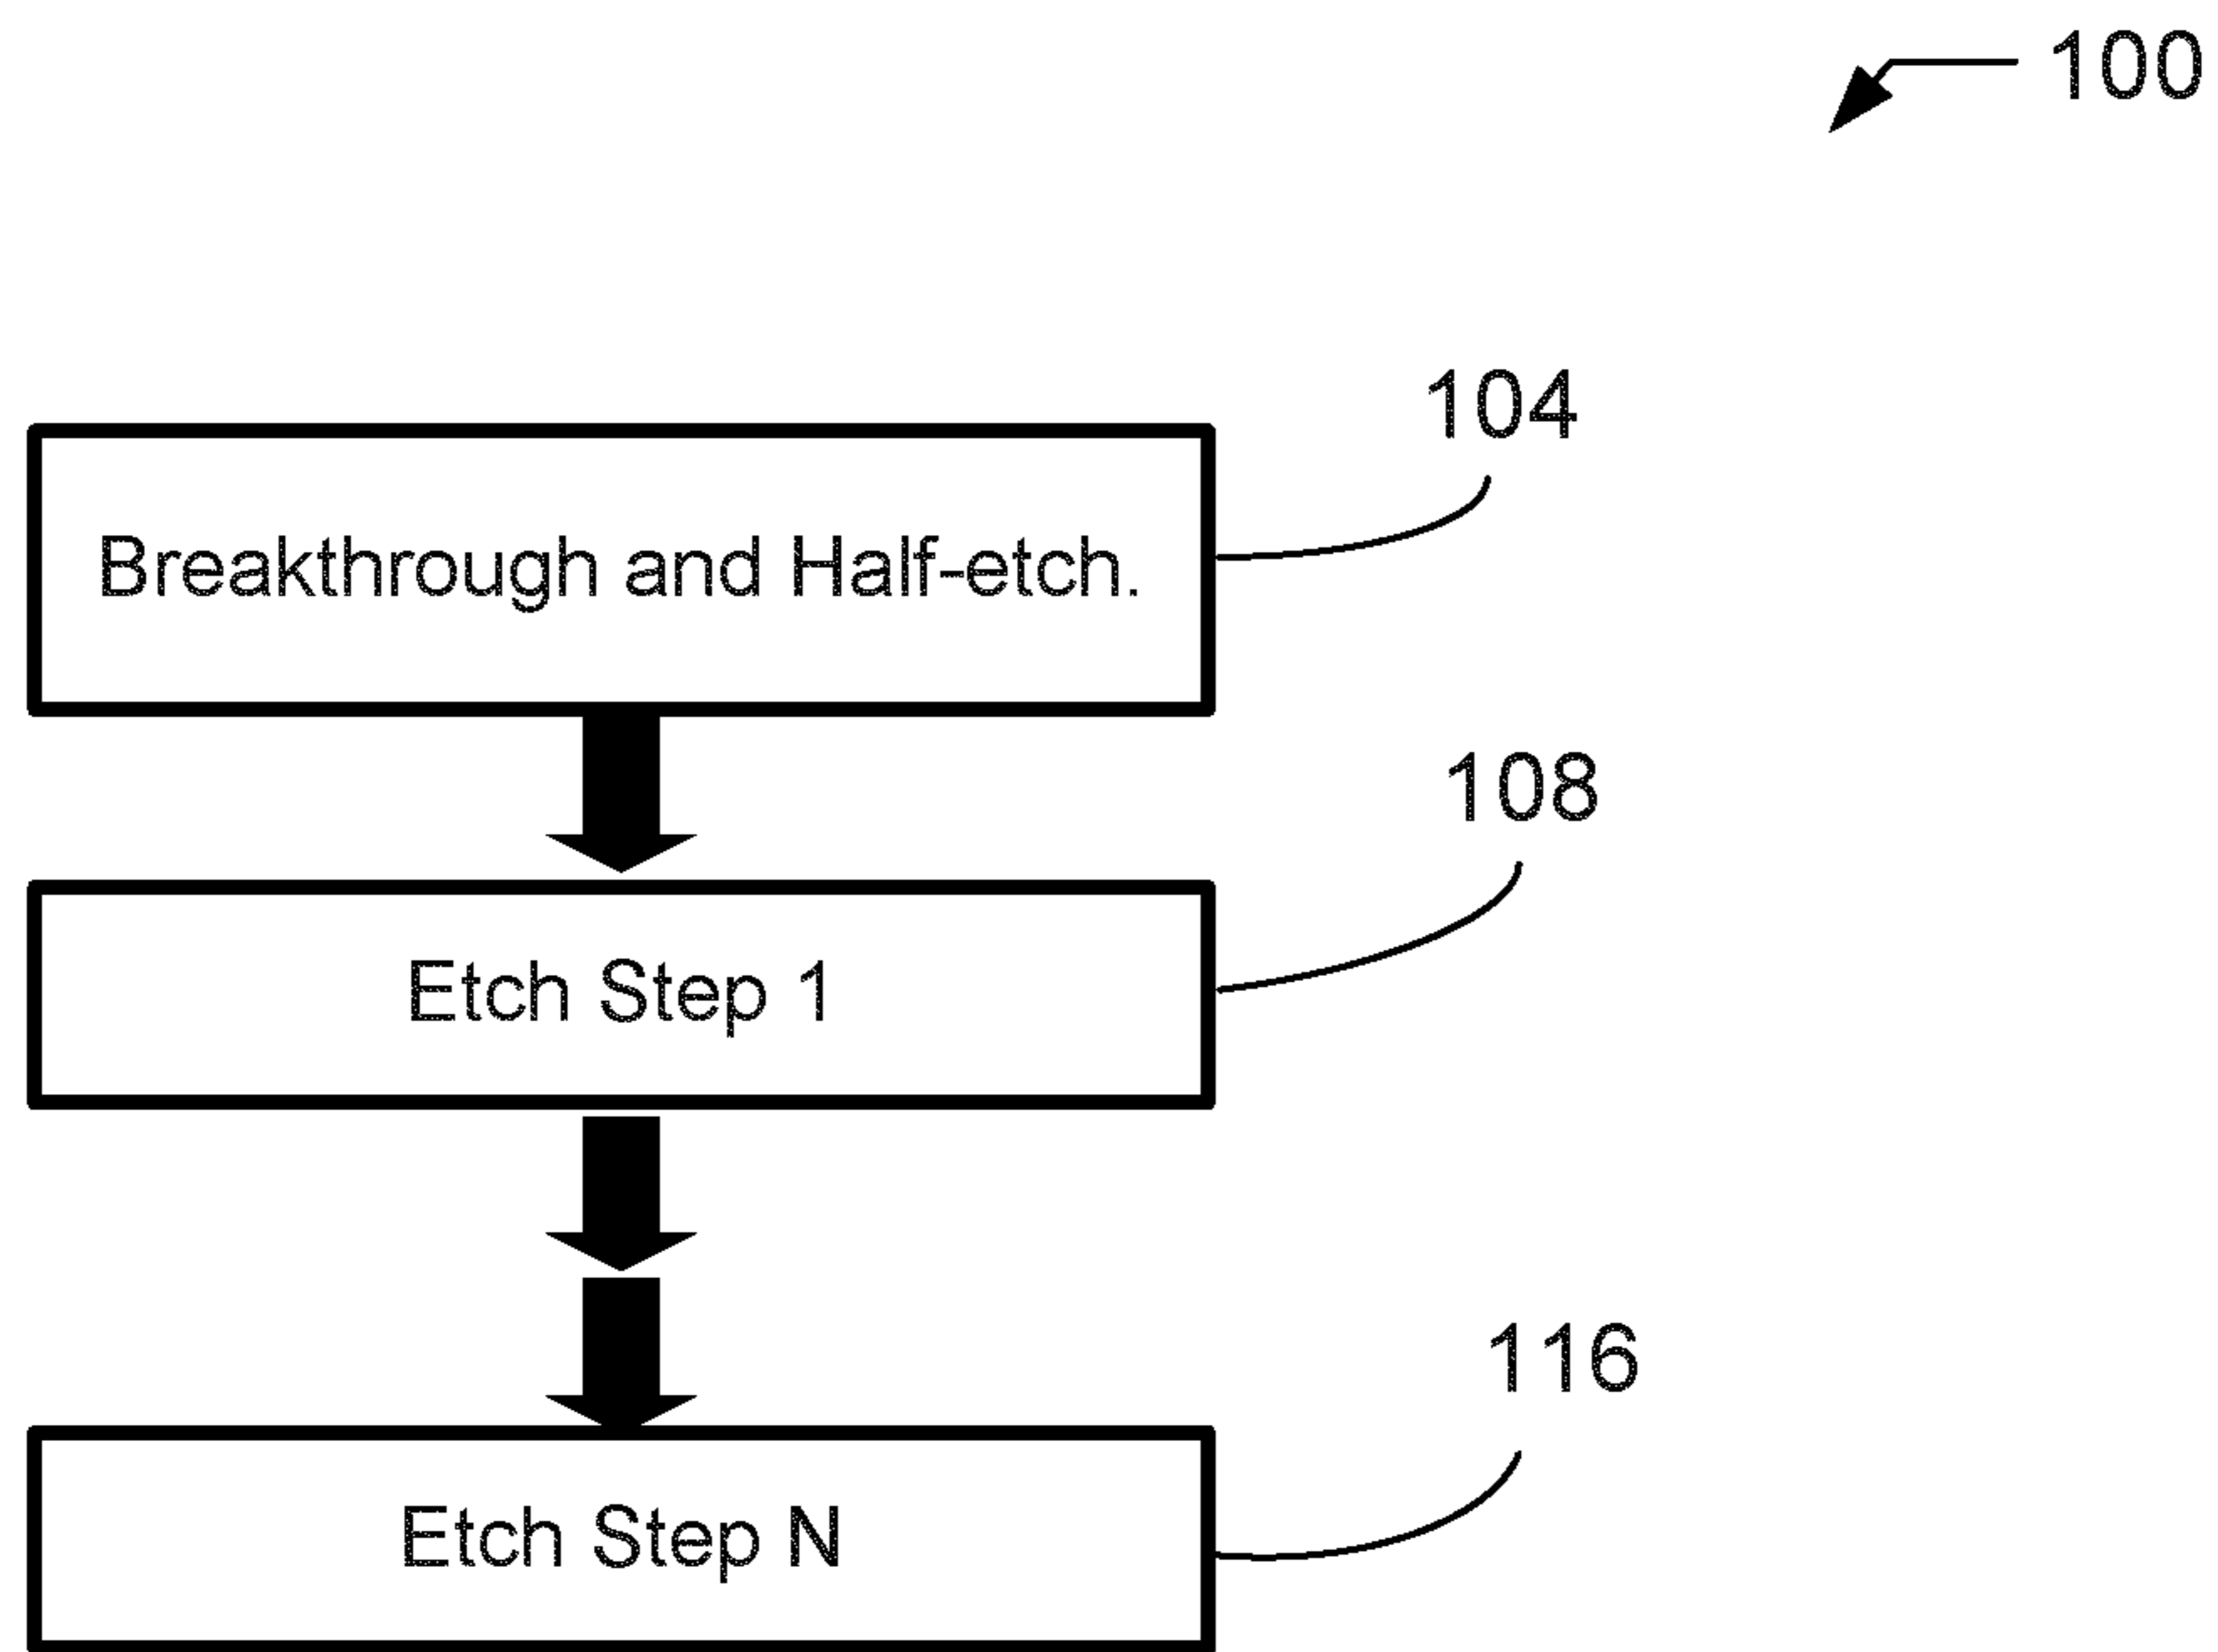 100
104
Breakthrough and Half-etch.
108
Etch Step 1
116
Etch Step N